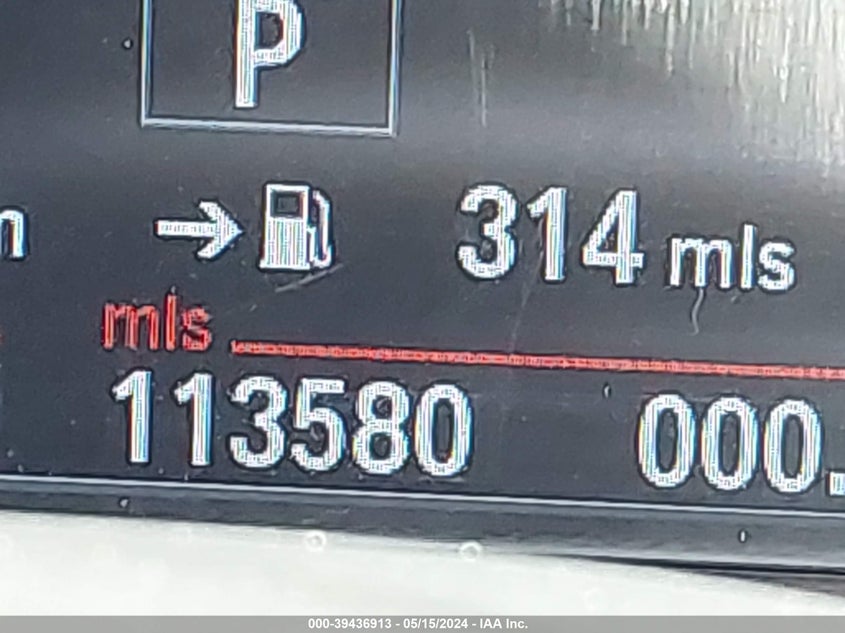 P
314 mls
mls
113580 000.
000-39436913 - 05/15/2024 - IAA Inc.